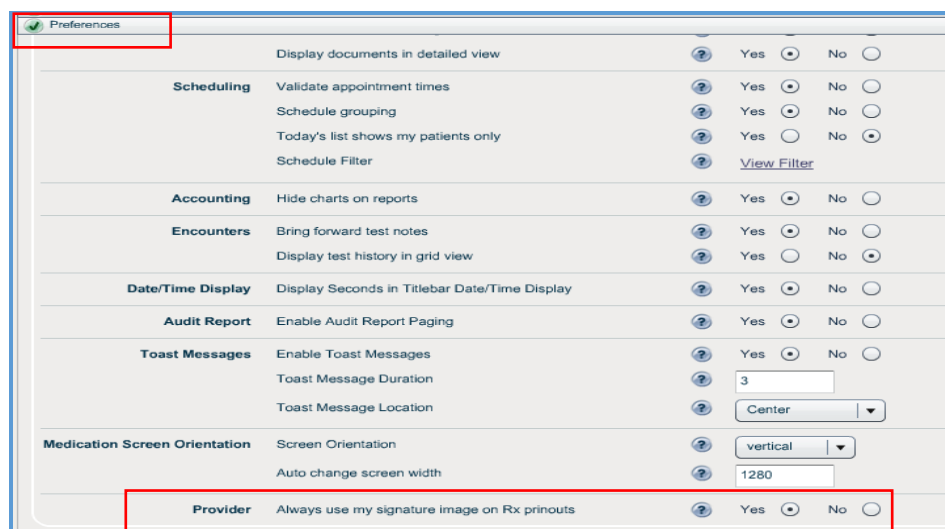 Preferences
Display documents in detailed view ? Yes No
Scheduling Validate appointment times ? Yes No
Schedule grouping ? Yes No
Today's list shows my patients only ? Yes No
Schedule Filter ? View Filter
Accounting Hide charts on reports ? Yes No
Encounters Bring forward test notes ? Yes No
Display test history in grid view ? Yes No
Date/Time Display Display Seconds in Titlebar Date/Time Display ? Yes No
Audit Report Enable Audit Report Paging ? Yes No
Toast Messages Enable Toast Messages ? Yes No
Toast Message Duration ? 3
Toast Message Location ? Center
Medication Screen Orientation Screen Orientation ? vertical
Auto change screen width ? 1280
Provider Always use my signature image on Rx prinouts ? Yes No